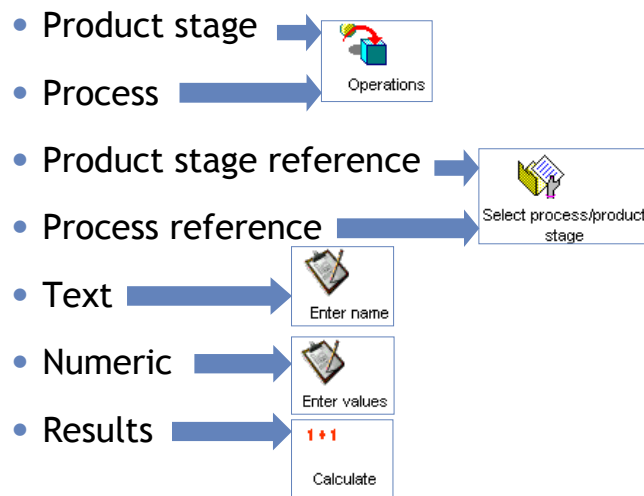 Product stage
Operations
Process
Product stage reference
Select process/product
stage
Process reference
Text
Enter name
Numeric
Enter values
Results
1+1
Calculate